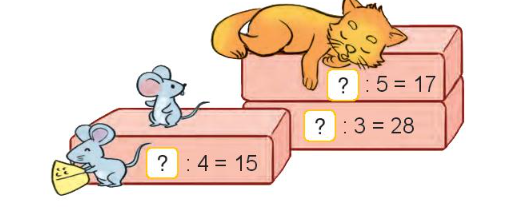 ? : 5 = 17
? : 3 = 28
? : 4 = 15